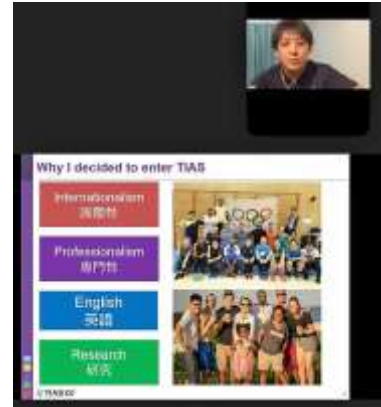 Why I decided to enter TIAS
Internationalism
国際性
Professionalism
専門性
English
英語
Research
研究